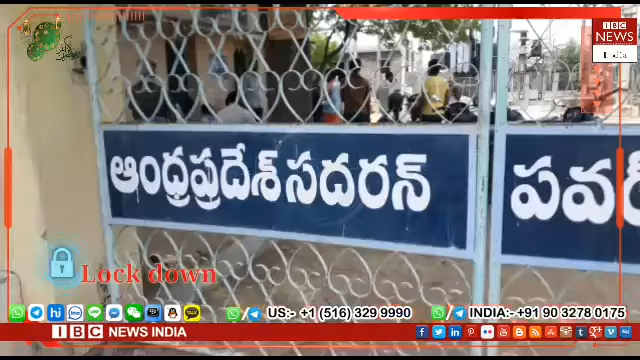 IBC
NEWS
India
ఆంధ్రప్రదేశ్ సదరన్
పవర్
Lock down
US:- +1 (516) 329 9990
INDIA:- +91 90 3278 0175
IBC NEWS INDIA